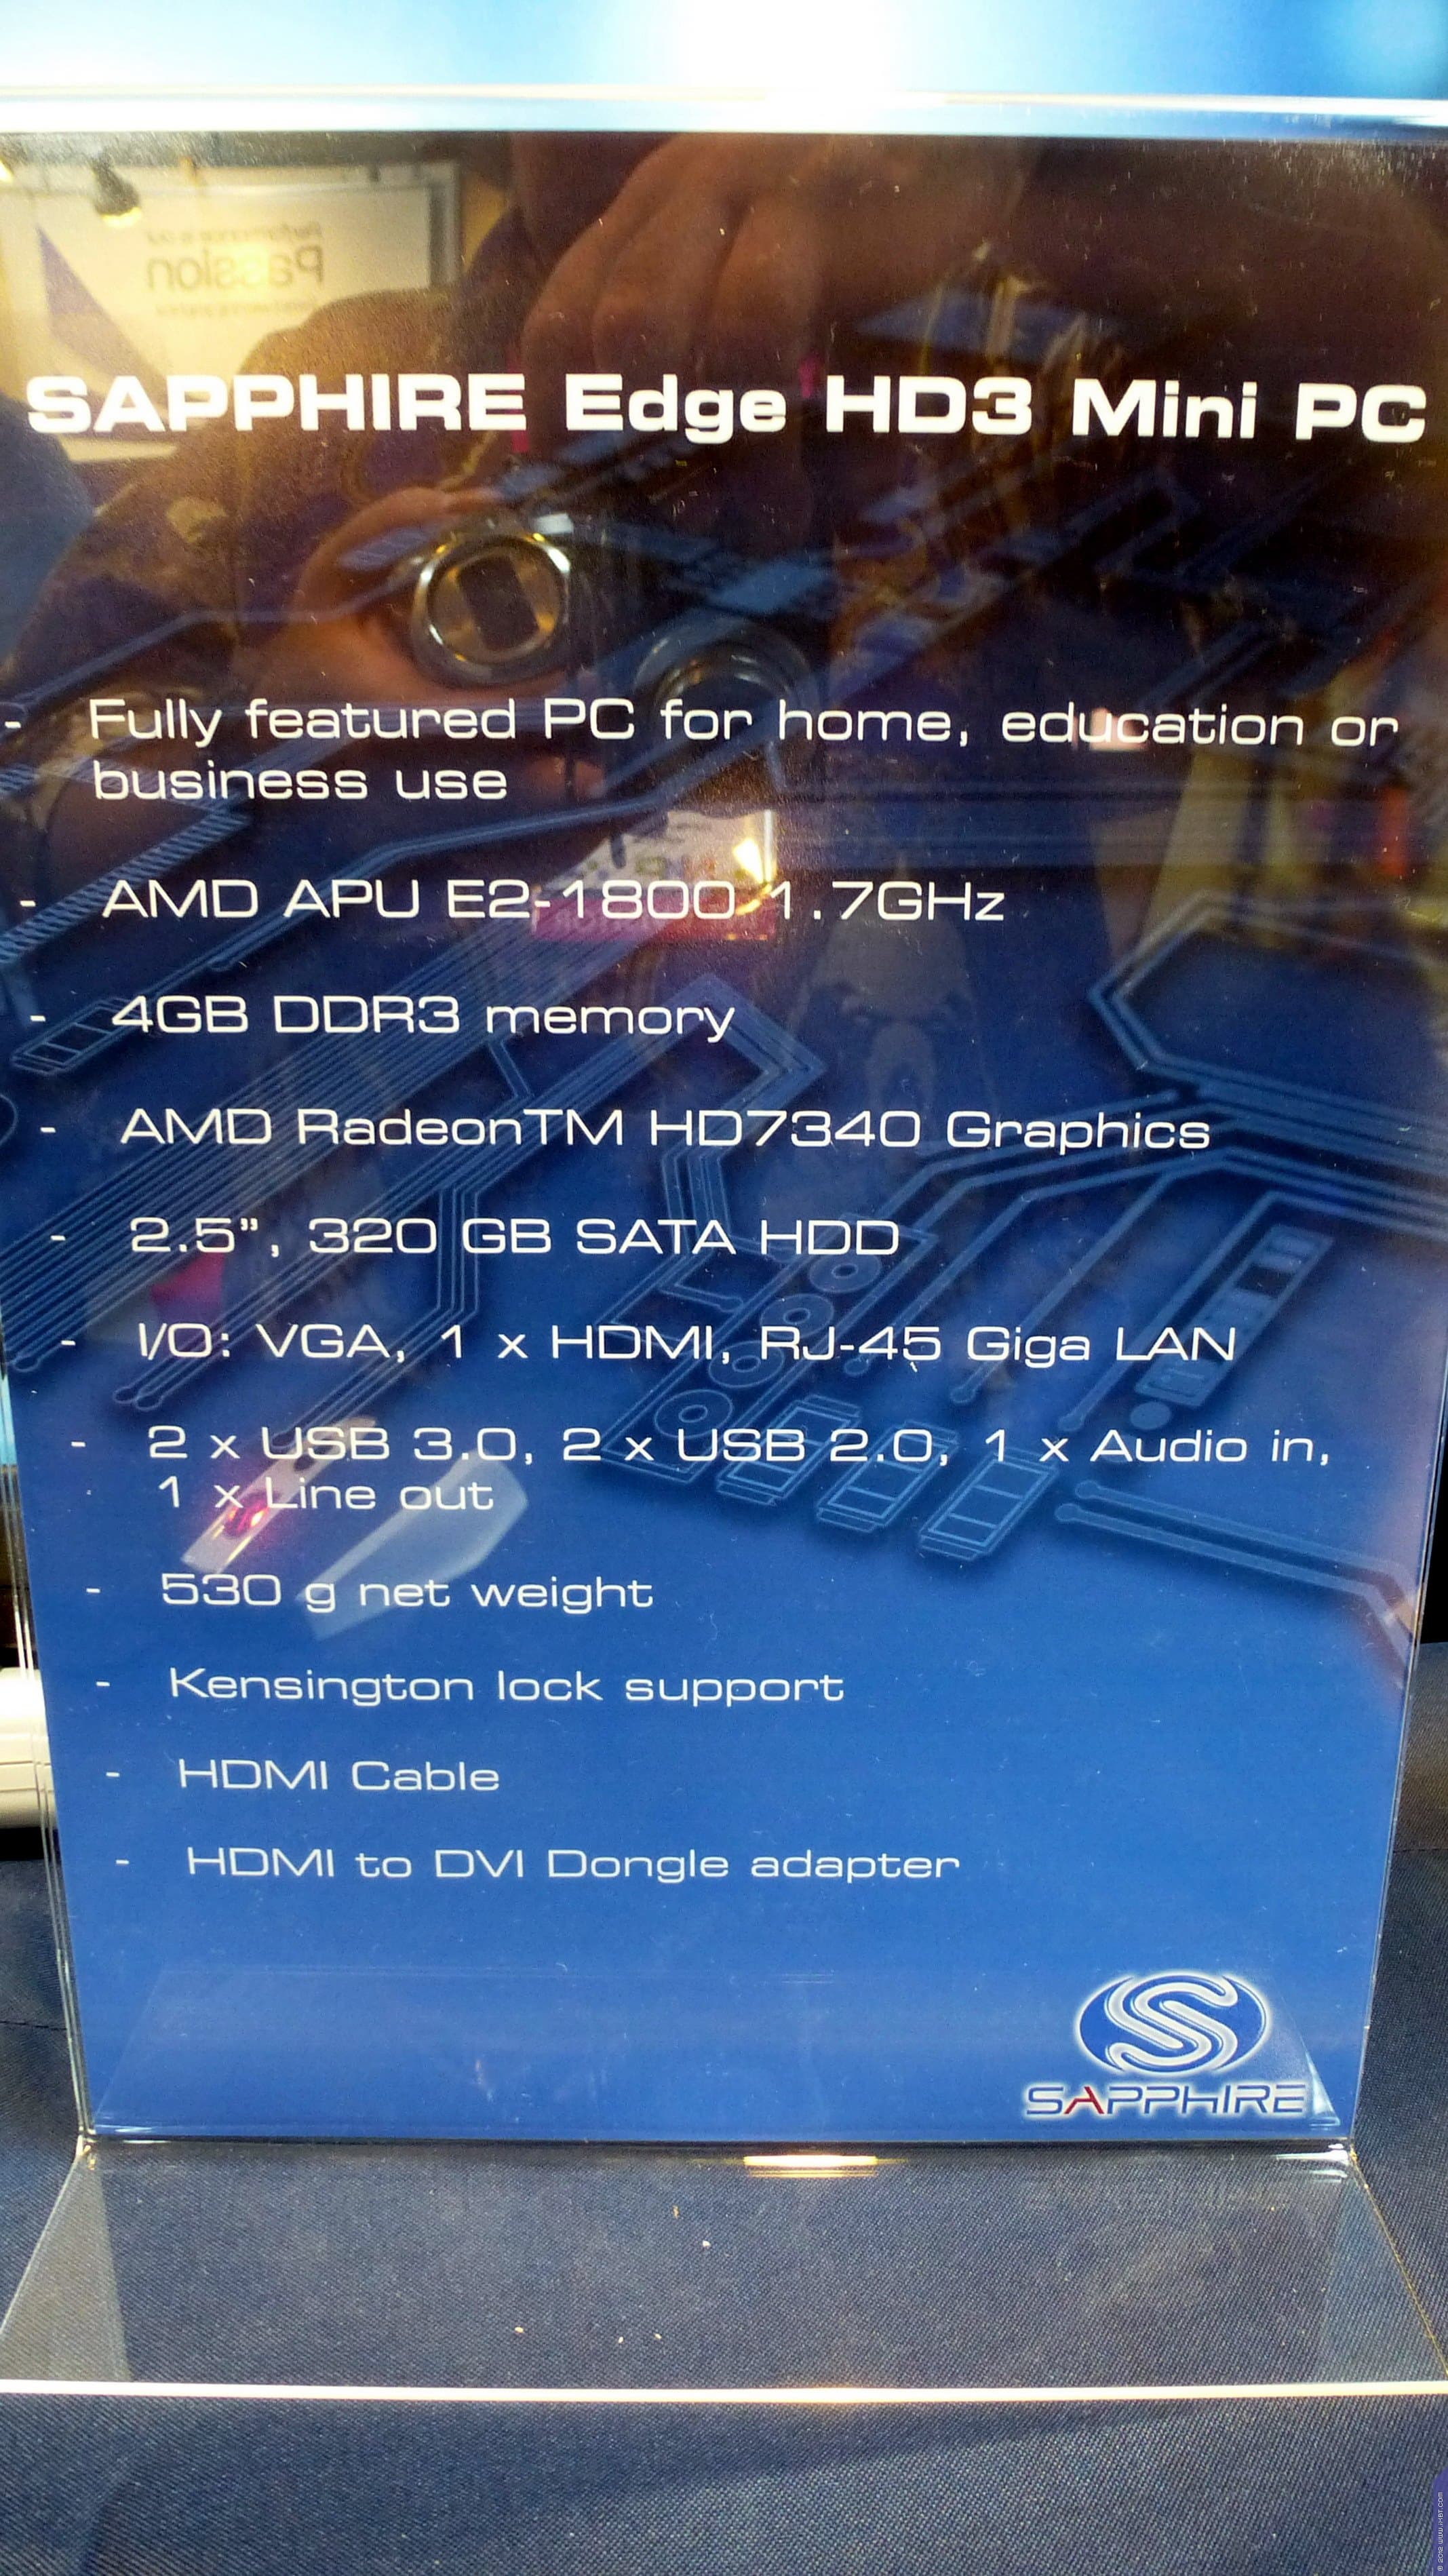 Passion
SAPPHIRE Edge HD3 Mini PC
- Fully featured PC for home, education or
business use
- AMD APU E2-1800 1.7GHz
- 4GB DDR3 memory
- AMD RadeonTM HD7340 Graphics
- 2.5”, 320 GB SATA HDD
- I/O: VGA, 1 x HDMI, RJ-45 Giga LAN
- 2 x USB 3.0, 2 x USB 2.0, 1 x Audio in,
1 x Line out
- 530 g net weight
- Kensington lock support
- HDMI Cable
- HDMI to DVI Dongle adapter
SAPPHIRE